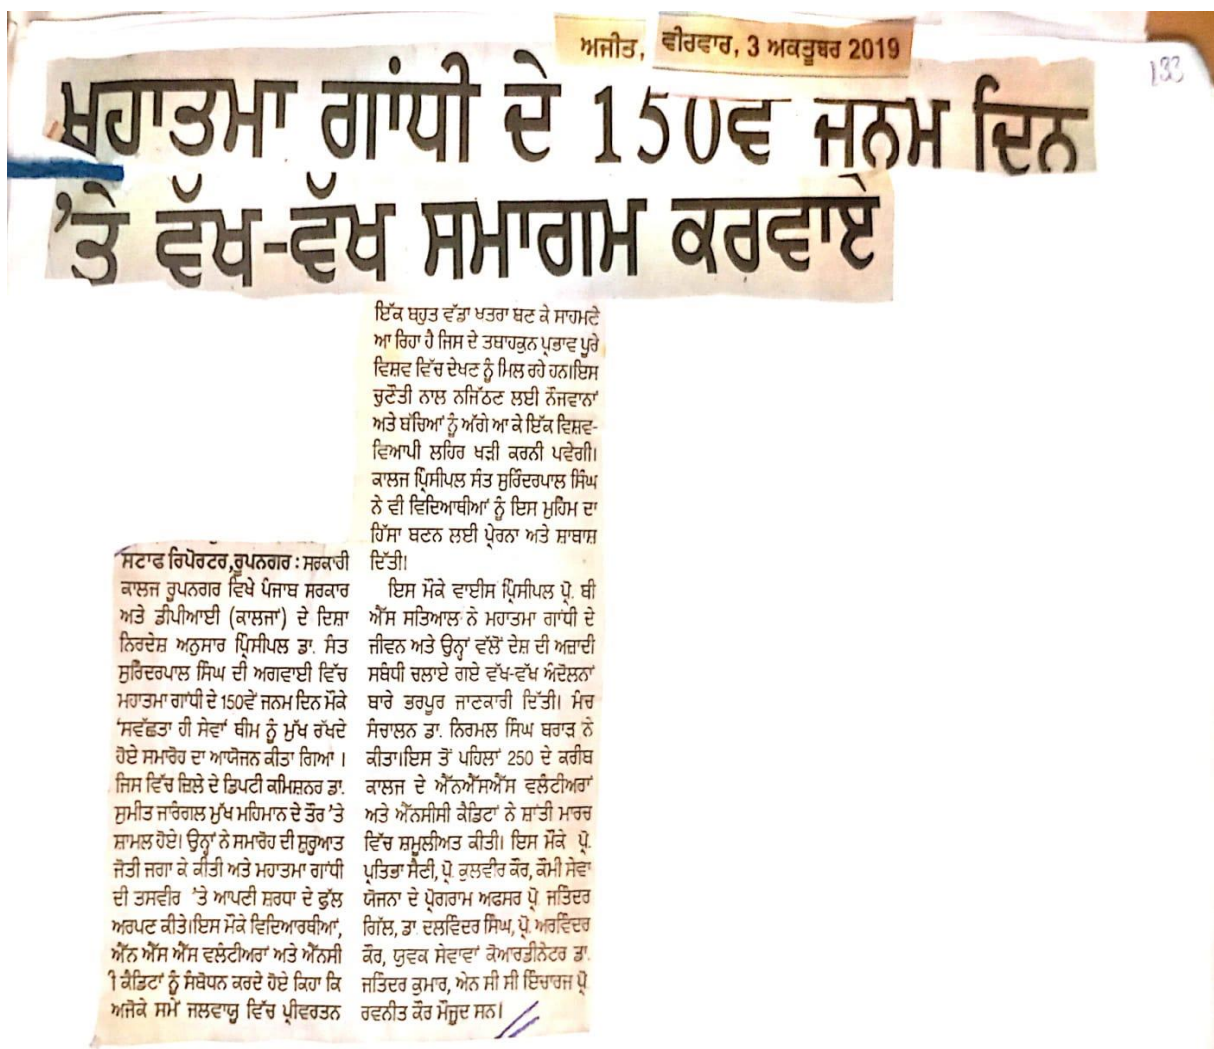 ਅਜੀਤ, ਵੀਰਵਾਰ, 3 ਅਕਤੂਬਰ 2019
133
ਮਹਾਤਮਾ ਗਾਂਧੀ ਦੇ 150ਵ ਜਨਮ ਦਿਨ
'ਤੇ ਵੱਖ-ਵੱਖ ਸਮਾਗਮ ਕਰਵਾਏ
ਸਟਾਫ ਰਿਪੋਰਟਰ,ਰੂਪਨਗਰ : ਸਰਕਾਰੀ
ਕਾਲਜ ਰੂਪਨਗਰ ਵਿਖੇ ਪੰਜਾਬ ਸਰਕਾਰ
ਅਤੇ ਡੀਪੀਆਈ (ਕਾਲਜਾਂ) ਦੇ ਦਿਸ਼ਾ
ਨਿਰਦੇਸ਼ ਅਨੁਸਾਰ ਪ੍ਰਿੰਸੀਪਲ ਡਾ. ਸੰਤ
ਸੁਰਿੰਦਰਪਾਲ ਸਿੰਘ ਦੀ ਅਗਵਾਈ ਵਿੱਚ
ਮਹਾਤਮਾ ਗਾਂਧੀ ਦੇ 150ਵੇਂ ਜਨਮ ਦਿਨ ਮੌਕੇ
'ਸਵੱਛਤਾ ਹੀ ਸੇਵਾ' ਥੀਮ ਨੂੰ ਮੁੱਖ ਰੱਖਦੇ
ਹੋਏ ਸਮਾਰੋਹ ਦਾ ਆਯੋਜਨ ਕੀਤਾ ਗਿਆ ।
ਜਿਸ ਵਿੱਚ ਜ਼ਿਲੇ ਦੇ ਡਿਪਟੀ ਕਮਿਸ਼ਨਰ ਡਾ.
ਸੁਮੀਤ ਜਾਰੰਗਲ ਮੁੱਖ ਮਹਿਮਾਨ ਦੇ ਤੌਰ 'ਤੇ
ਸ਼ਾਮਲ ਹੋਏ। ਉਨ੍ਹਾਂ ਨੇ ਸਮਾਰੋਹ ਦੀ ਸ਼ੁਰੂਆਤ
ਜੋਤੀ ਜਗਾ ਕੇ ਕੀਤੀ ਅਤੇ ਮਹਾਤਮਾ ਗਾਂਧੀ
ਦੀ ਤਸਵੀਰ 'ਤੇ ਆਪਣੀ ਸ਼ਰਧਾ ਦੇ ਫੁੱਲ
ਅਰਪਣ ਕੀਤੇ।ਇਸ ਮੌਕੇ ਵਿਦਿਆਰਥੀਆਂ,
ਐੱਨ ਐੱਸ ਐੱਸ ਵਲੰਟੀਅਰਾਂ ਅਤੇ ਐੱਨਸੀ
ੀ ਕੈਡਿਟਾਂ ਨੂੰ ਸੰਬੋਧਨ ਕਰਦੇ ਹੋਏ ਕਿਹਾ ਕਿ
ਅਜੋਕੇ ਸਮੇਂ ਜਲਵਾਯੂ ਵਿੱਚ ਪ੍ਰੀਵਰਤਨ
ਇੱਕ ਬਹੁਤ ਵੱਡਾ ਖਤਰਾ ਬਣ ਕੇ ਸਾਹਮਣੇ
ਆ ਰਿਹਾ ਹੈ ਜਿਸ ਦੇ ਤਬਾਹਕੁਨ ਪ੍ਰਭਾਵ ਪੂਰੇ
ਵਿਸ਼ਵ ਵਿੱਚ ਦੇਖਣ ਨੂੰ ਮਿਲ ਰਹੇ ਹਨ।ਇਸ
ਚੁਣੌਤੀ ਨਾਲ ਨਜਿੱਠਣ ਲਈ ਨੌਜਵਾਨਾਂ
ਅਤੇ ਬੱਚਿਆਂ ਨੂੰ ਅੱਗੇ ਆ ਕੇ ਇੱਕ ਵਿਸ਼ਵ-
ਵਿਆਪੀ ਲਹਿਰ ਖੜੀ ਕਰਨੀ ਪਵੇਗੀ।
ਕਾਲਜ ਪ੍ਰਿੰਸੀਪਲ ਸੰਤ ਸੁਰਿੰਦਰਪਾਲ ਸਿੰਘ
ਨੇ ਵੀ ਵਿਦਿਆਥੀਆਂ ਨੂੰ ਇਸ ਮੁਹਿੰਮ ਦਾ
ਹਿੱਸਾ ਬਣਨ ਲਈ ਪ੍ਰੇਰਨਾ ਅਤੇ ਸ਼ਾਬਾਸ਼
ਦਿੱਤੀ।
ਇਸ ਮੌਕੇ ਵਾਈਸ ਪ੍ਰਿੰਸੀਪਲ ਪ੍ਰੋ. ਬੀ
ਐੱਸ ਸਤਿਆਲ ਨੇ ਮਹਾਤਮਾ ਗਾਂਧੀ ਦੇ
ਜੀਵਨ ਅਤੇ ਉਨ੍ਹਾਂ ਵੱਲੋਂ ਦੇਸ਼ ਦੀ ਅਜ਼ਾਦੀ
ਸਬੰਧੀ ਚਲਾਏ ਗਏ ਵੱਖ-ਵੱਖ ਅੰਦੋਲਨਾਂ
ਬਾਰੇ ਭਰਪੂਰ ਜਾਣਕਾਰੀ ਦਿੱਤੀ। ਮੰਚ
ਸੰਚਾਲਨ ਡਾ. ਨਿਰਮਲ ਸਿੰਘ ਬਰਾੜ ਨੇ
ਕੀਤਾ।ਇਸ ਤੋਂ ਪਹਿਲਾਂ 250 ਦੇ ਕਰੀਬ
ਕਾਲਜ ਦੇ ਐੱਨਐੱਸਐੱਸ ਵਲੰਟੀਅਰਾਂ
ਅਤੇ ਐੱਨਸੀਸੀ ਕੈਡਿਟਾਂ ਨੇ ਸ਼ਾਂਤੀ ਮਾਰਚ
ਵਿੱਚ ਸ਼ਮੂਲੀਅਤ ਕੀਤੀ। ਇਸ ਮੌਕੇ ਪ੍ਰੋ.
ਪ੍ਰਤਿਭਾ ਸੈਣੀ, ਪ੍ਰੋ. ਕੁਲਵੀਰ ਕੌਰ, ਕੌਮੀ ਸੇਵਾ
ਯੋਜਨਾ ਦੇ ਪ੍ਰੋਗਰਾਮ ਅਫਸਰ ਪ੍ਰੋ. ਜਤਿੰਦਰ
ਗਿੱਲ, ਡਾ. ਦਲਵਿੰਦਰ ਸਿੰਘ, ਪ੍ਰੋ. ਅਰਵਿੰਦਰ
ਕੌਰ, ਯੁਵਕ ਸੇਵਾਵਾਂ ਕੋਆਰਡੀਨੇਟਰ ਡਾ.
ਜਤਿੰਦਰ ਕੁਮਾਰ, ਐਨ ਸੀ ਸੀ ਇੰਚਾਰਜ ਪ੍ਰੋ.
ਰਵਨੀਤ ਕੌਰ ਮੌਜੂਦ ਸਨ।